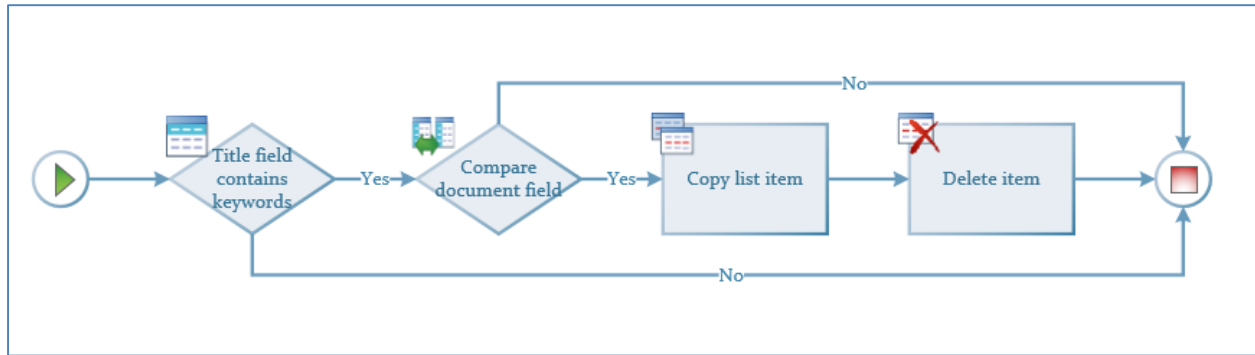 No
Title field
contains
keywords
Yes
Compare
document field
Yes
Copy list item
Delete item
No